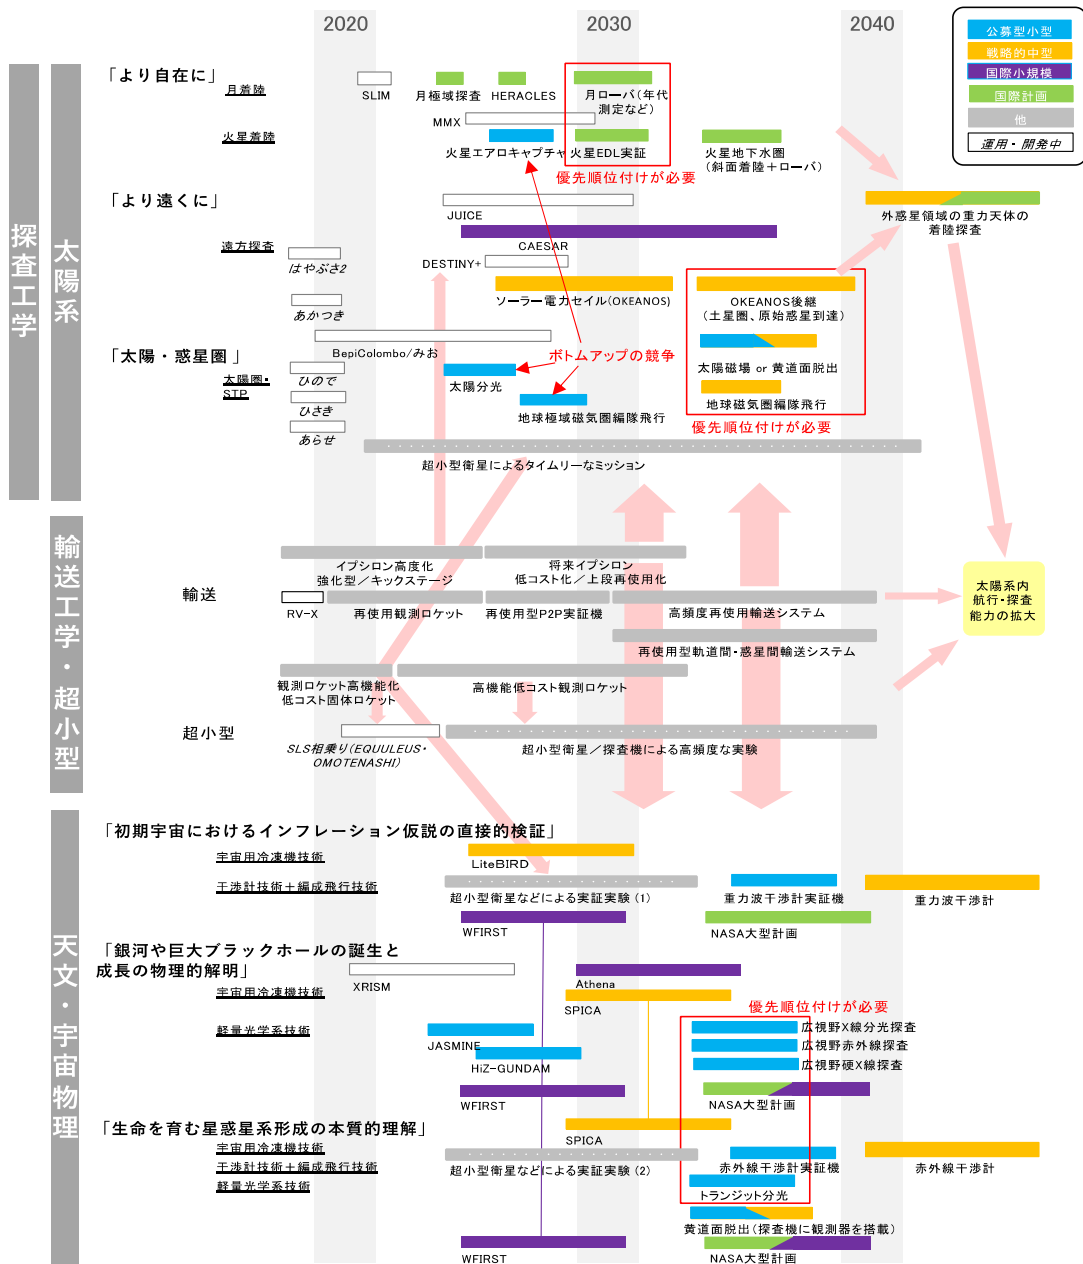 2020
2030
2040
公募型小型
戦略的中型
国際小規模
国際計画
他
運用・開発中
探査工学
太陽系
「より自在に」
月着陸
SLIM
月極域探査
HERACLES
月ローバ(年代
測定など)
MMX
火星着陸
火星エアロキャプチャ
火星EDL実証
火星地下水圏
(斜面着陸+ローバ)
優先順位付けが必要
「より遠くに」
JUICE
外惑星領域の重力天体の
着陸探査
遠方探査
はやぶさ2
CAESAR
DESTINY+
ソーラー電力セイル(OKEANOS)
OKEANOS後継
(土星圏、原始惑星到達)
あかつき
BepiColombo/みお
ボトムアップの競争
「太陽・惑星圏」
太陽圏・
STP
ひので
太陽分光
太陽磁場 or 黄道面脱出
ひさき
地球極域磁気圏編隊飛行
地球磁気圏編隊飛行
あらせ
優先順位付けが必要
超小型衛星によるタイムリーなミッション
輸送工学・超小型
輸送
イプシロン高度化
強化型/キックステージ
将来イプシロン
低コスト化/上段再使用化
RV-X
再使用観測ロケット
再使用型P2P実証機
高頻度再使用輸送システム
太陽系内
航行・探査
能力の拡大
再使用型軌道間・惑星間輸送システム
観測ロケット高機能化
低コスト固体ロケット
高機能低コスト観測ロケット
超小型
SLS相乗り(EQUULEUS・
OMOTENASHI)
超小型衛星/探査機による高頻度な実験
天文・宇宙物理
「初期宇宙におけるインフレーション仮説の直接的検証」
宇宙用冷凍機技術
LiteBIRD
干渉計技術+編成飛行技術
超小型衛星などによる実証実験(1)
重力波干渉計実証機
重力波干渉計
WFIRST
NASA大型計画
「銀河や巨大ブラックホールの誕生と
成長の物理的解明」
XRISM
Athena
宇宙用冷凍機技術
SPICA
優先順位付けが必要
軽量光学系技術
JASMINE
広視野X線分光探査
広視野赤外線探査
HiZ-GUNDAM
広視野硬X線探査
WFIRST
NASA大型計画
「生命を育む星惑星系形成の本質的理解」
SPICA
宇宙用冷凍機技術
干渉計技術+編成飛行技術
超小型衛星などによる実証実験(2)
赤外線干渉計実証機
赤外線干渉計
軽量光学系技術
トランジット分光
黄道面脱出(探査機に観測器を搭載)
WFIRST
NASA大型計画